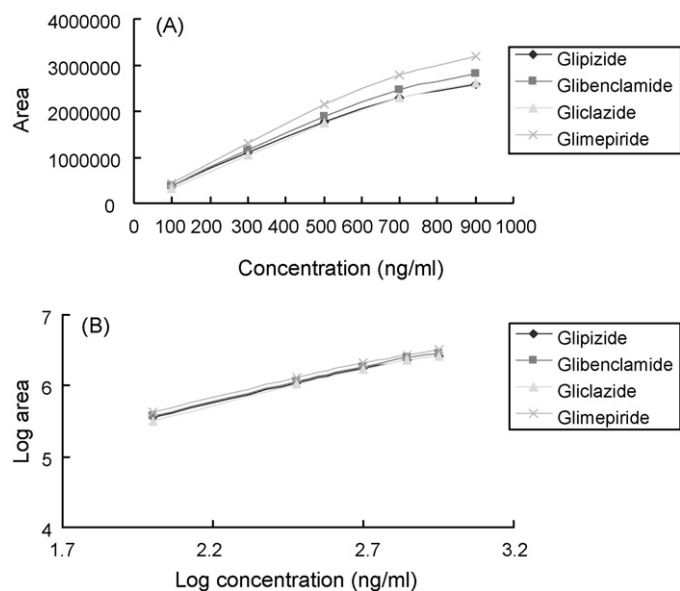 (A)
4000000
3000000
2000000
1000000
0
Area
0 100 200 300 400 500 600 700 800 900 1000
Concentration (ng/ml)
Glipizide
Glibenclamide
Gliclazide
Glimepiride
(B)
7
6
5
4
Log area
1.7 2.2 2.7 3.2
Log concentration (ng/ml)
Glipizide
Glibenclamide
Gliclazide
Glimepiride